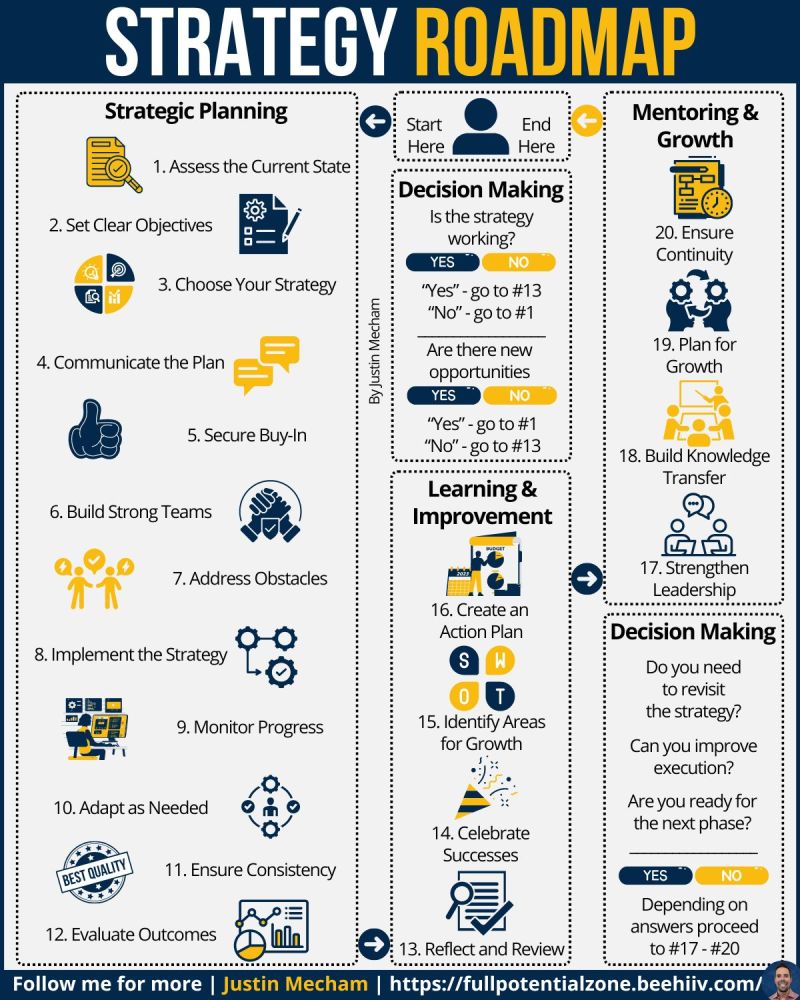 STRATEGY ROADMAP
Strategic Planning
1. Assess the Current State
2. Set Clear Objectives
3. Choose Your Strategy
4. Communicate the Plan
5. Secure Buy-In
6. Build Strong Teams
7. Address Obstacles
8. Implement the Strategy
9. Monitor Progress
10. Adapt as Needed
BEST QUALITY
11. Ensure Consistency
12. Evaluate Outcomes
By Justin Mecham
Start
Here
End
Here
Decision Making
Is the strategy
working?
YES NO
“Yes” - go to #13
“No” - go to #1
Are there new
opportunities
YES NO
“Yes” - go to #1
“No” - go to #13
Learning &
Improvement
BUDGET
2023
16. Create an
Action Plan
S W
O T
15. Identify Areas
for Growth
14. Celebrate
Successes
13. Reflect and Review
Mentoring &
Growth
20. Ensure
Continuity
19. Plan for
Growth
18. Build Knowledge
Transfer
17. Strengthen
Leadership
Decision Making
Do you need
to revisit
the strategy?
Can you improve
execution?
Are you ready for
the next phase?
YES NO
Depending on
answers proceed
to #17 - #20
Follow me for more | Justin Mecham | https://fullpotentialzone.beehiiv.com/